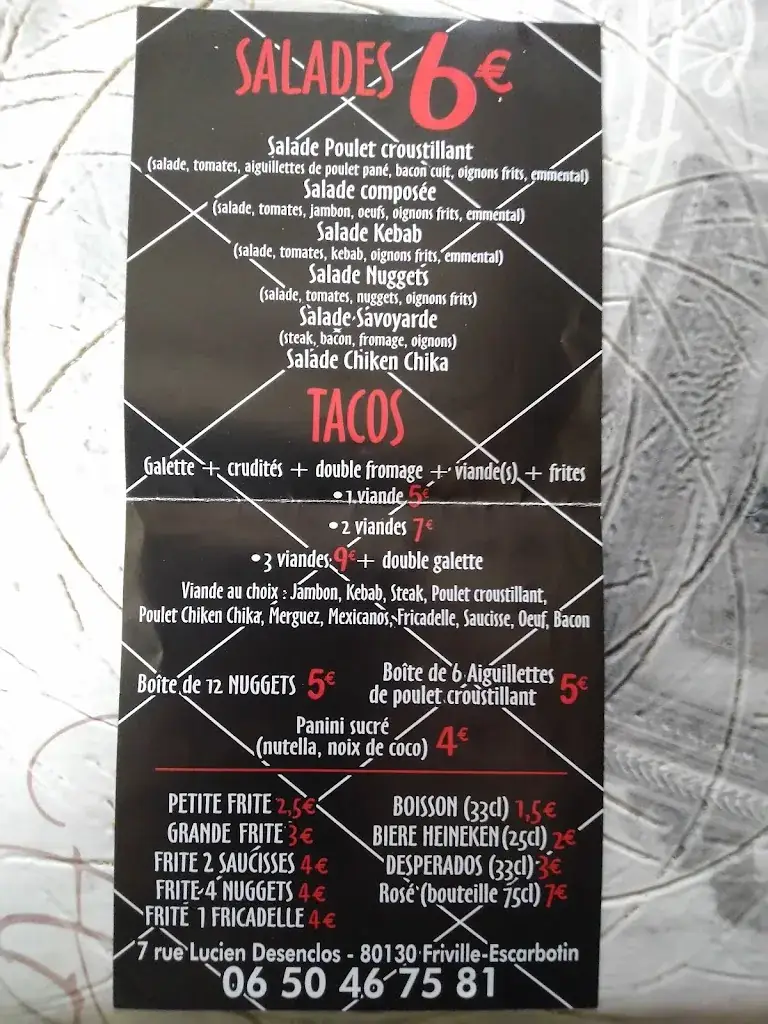 SALADES 6€
Salade Poulet croustillant
(salade, tomates, aiguillettes de poulet pané, bacon cuit, oignons frits, emmental)
Salade composée
(salade, tomates, jambon, oeufs, oignons frits, emmental)
Salade Kebab
(salade, tomates, kebab, oignons frits, emmental)
Salade Nuggets
(salade, tomates, nuggets, oignons frits)
Salade Savoyarde
(steak, bacon, fromage, oignons)
Salade Chiken Chika
TACOS
Galette + crudités + double fromage + viande(s) + frites
• 1 viande 5€
• 2 viandes 7€
• 3 viandes 9€ + double galette
Viande au choix : Jambon, Kebab, Steak, Poulet croustillant,
Poulet Chiken Chika, Merguez, Mexicanos, Fricadelle, Saucisse, Oeuf, Bacon
Boîte de 12 NUGGETS 5€
Boîte de 6 Aiguillettes
de poulet croustillant 5€
Panini sucré
(nutella, noix de coco) 4€
PETITE FRITE 2,5€
GRANDE FRITE 3€
FRITE 2 SAUCISSES 4€
FRITE 4 NUGGETS 4€
FRITE 1 FRICADELLE 4€
BOISSON (33cl) 1,5€
BIERE HEINEKEN (25cl) 2€
DESPERADOS (33cl) 3€
Rosé (bouteille 75cl) 7€
7 rue Lucien Desenclos - 80130 Friville-Escarbotin
06 50 46 75 81